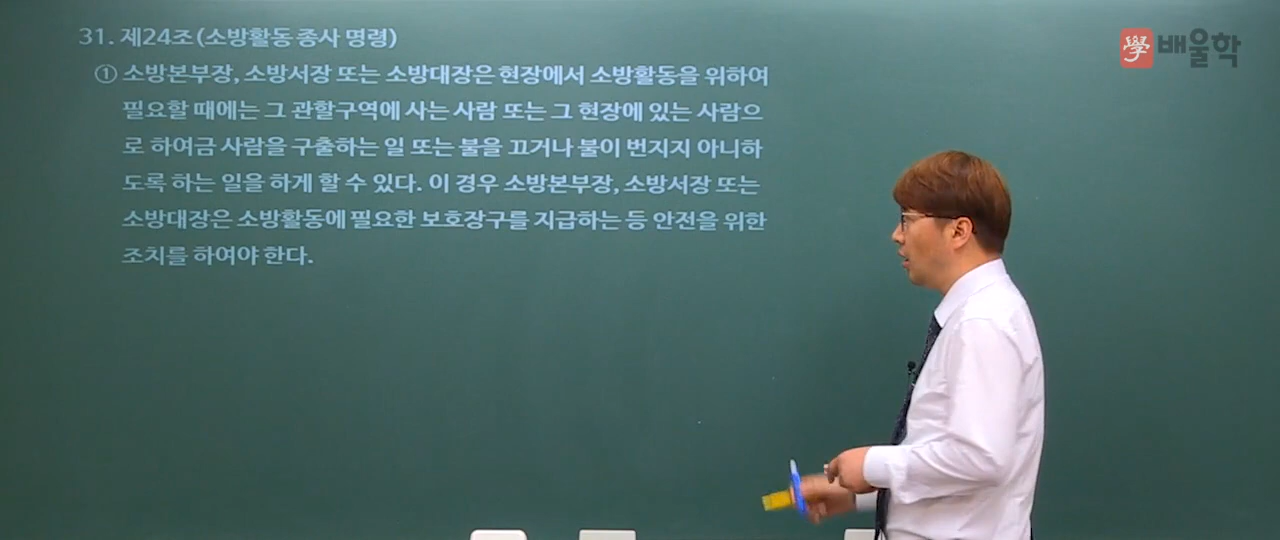 31. 제24조 (소방활동 종사 명령)
學 배울학
① 소방본부장, 소방서장 또는 소방대장은 현장에서 소방활동을 위하여
필요할 때에는 그 관할구역에 사는 사람 또는 그 현장에 있는 사람으
로 하여금 사람을 구출하는 일 또는 불을 끄거나 불이 번지지 아니하
도록 하는 일을 하게 할 수 있다. 이 경우 소방본부장, 소방서장 또는
소방대장은 소방활동에 필요한 보호장구를 지급하는 등 안전을 위한
조치를 하여야 한다.